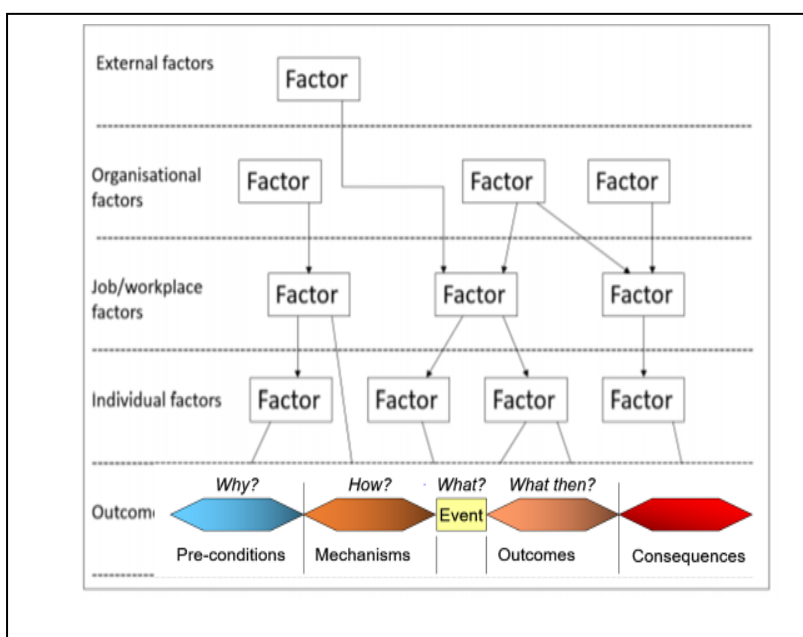 External factors
Factor
Organisational
factors
Factor
Factor
Factor
Job/workplace
factors
Factor
Factor
Factor
Individual factors
Factor
Factor
Factor
Factor
Why?
How?
What?
What then?
Outcom
Event
Pre-conditions
Mechanisms
Outcomes
Consequences